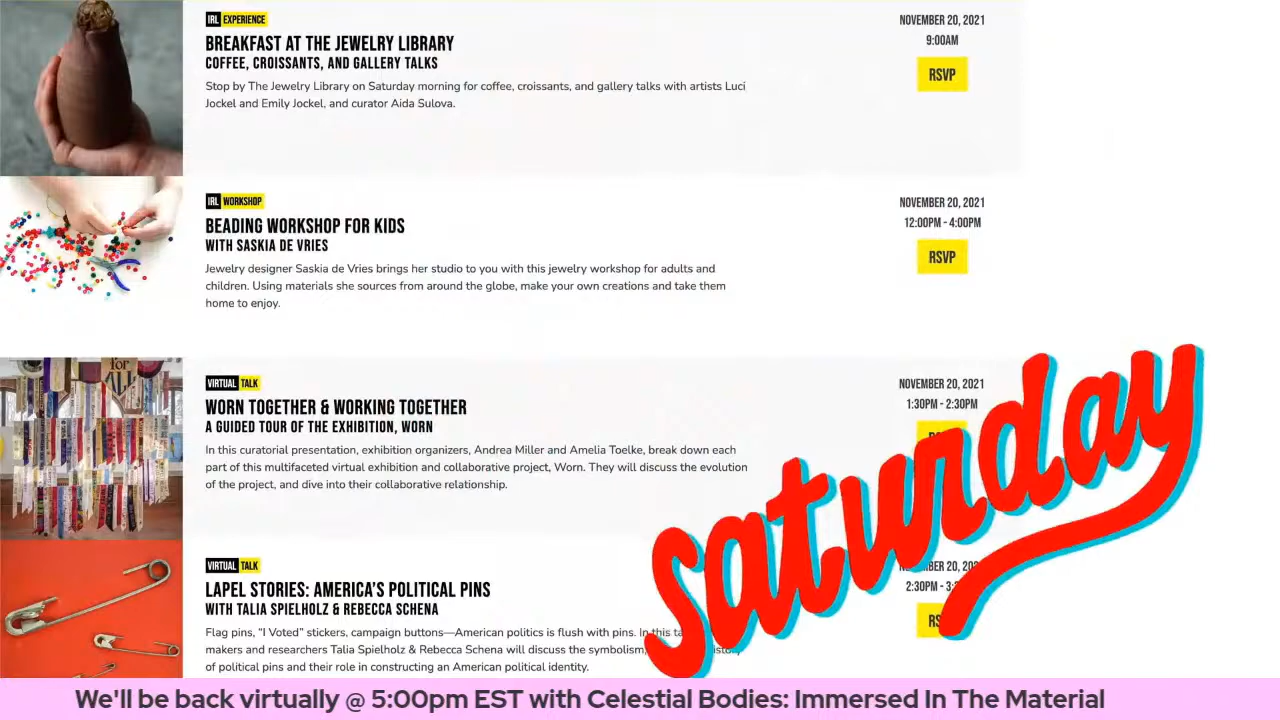 IRL EXPERIENCE
BREAKFAST AT THE JEWELRY LIBRARY
COFFEE, CROISSANTS, AND GALLERY TALKS
Stop by The Jewelry Library on Saturday morning for coffee, croissants, and gallery talks with artists Luci
Jockel and Emily Jockel, and curator Aida Sulova.
NOVEMBER 20, 2021
9:00AM
RSVP
IRL WORKSHOP
BEADING WORKSHOP FOR KIDS
WITH SASKIA DE VRIES
Jewelry designer Saskia de Vries brings her studio to you with this jewelry workshop for adults and
children. Using materials she sources from around the globe, make your own creations and take them
home to enjoy.
NOVEMBER 20, 2021
12:00PM - 4:00PM
RSVP
for
ALL
VIRTUAL TALK
WORN TOGETHER & WORKING TOGETHER
A GUIDED TOUR OF THE EXHIBITION, WORN
In this curatorial presentation, exhibition organizers, Andrea Miller and Amelia Toelke, break down each
part of this multifaceted virtual exhibition and collaborative project, Worn. They will discuss the evolution
of the project, and dive into their collaborative relationship.
NOVEMBER 20, 2021
1:30PM - 2:30PM
saturday
VIRTUAL TALK
LAPEL STORIES: AMERICA'S POLITICAL PINS
WITH TALIA SPIELHOLZ & REBECCA SCHENA
Flag pins, "I Voted" stickers, campaign buttons—American politics is flush with pins. In this
makers and researchers Talia Spielholz & Rebecca Schena will discuss the symbolism,
of political pins and their role in constructing an American political identity.
2:30PM -
We'll be back virtually @ 5:00pm EST with Celestial Bodies: Immersed In The Material